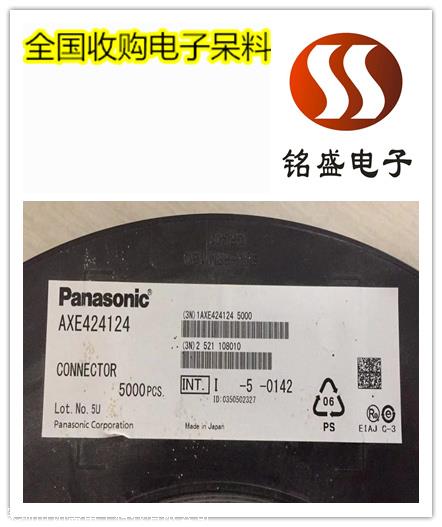 全国收购电子呆料
铭盛电子
Panasonic
AXE424124
(3N)1AXE424124 5000
(3N)2 521 108010
CONNECTOR
5000PCS.
INT. I -5 -0142
ID:0350502327
Lot.No.5U
Panasonic Corporation
Made in Japan
06
PS
R e
EIAJ C-3